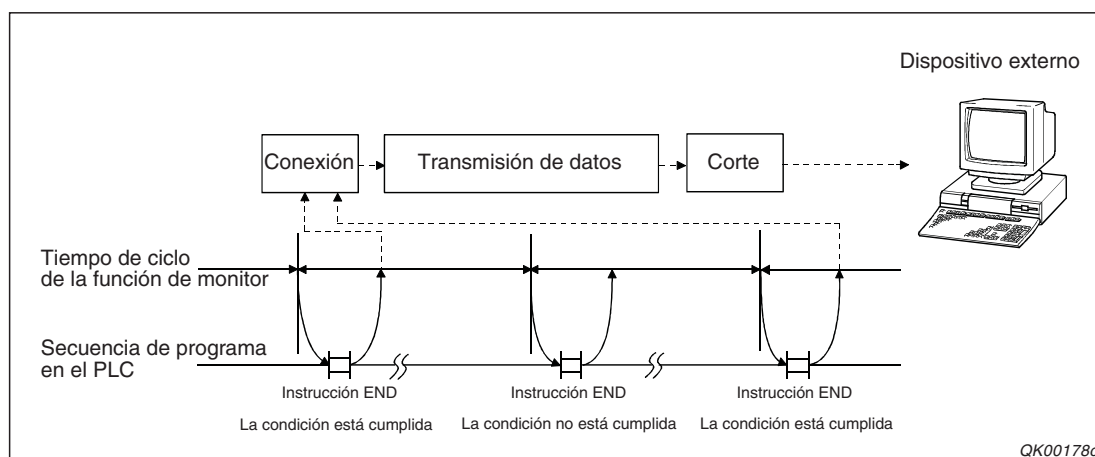 Dispositivo externo
Conexión
Transmisión de datos
Corte
Tiempo de ciclo
de la función de monitor
Secuencia de programa
en el PLC
Instrucción END
Instrucción END
Instrucción END
La condición está cumplida
La condición no está cumplida
La condición está cumplida
QK00178c